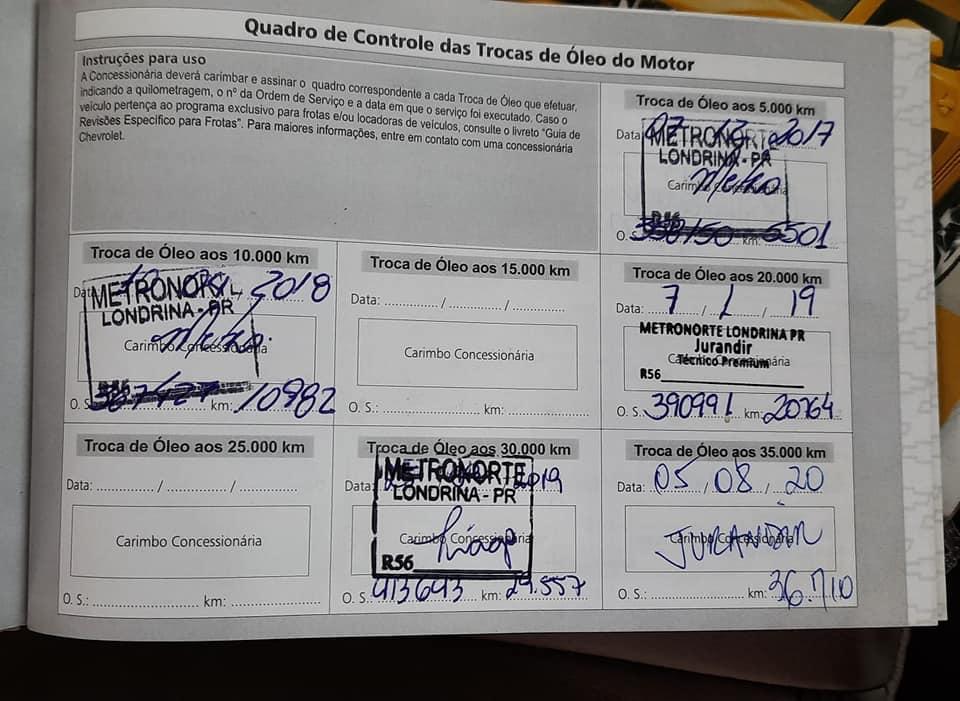 Quadro de Controle das Trocas de Óleo do Motor
Instruções para uso
A Concessionária deverá carimbar e assinar o quadro correspondente a cada Troca de Óleo que efetuar,
indicando a quilometragem, o nº da Ordem de Serviço e a data em que o serviço foi executado. Caso o
veículo pertença ao programa exclusivo para frotas e/ou locadoras de veículos, consulte o livreto "Guia de
Revisões Específico para Frotas". Para maiores informações, entre em contato com uma concessionária
Chevrolet.
Troca de Óleo aos 5.000 km
Data 2017
METRONORTE
LONDRINA - PR
Carimbo Concessionária
R56
O. S. km: 5501
Troca de Óleo aos 10.000 km
Data 2018
METRONORTE
LONDRINA - PR
Carimbo Concessionária
R56
O. S. km: 10982
Troca de Óleo aos 15.000 km
Data: / /
Carimbo Concessionária
O. S.: km:
Troca de Óleo aos 20.000 km
Data: 7 / 1 / 19
METRONORTE LONDRINA PR
Jurandir
Carimbo Concessionária
Técnico Premium
R56
O. S. 390991 km: 20764
Troca de Óleo aos 25.000 km
Data: / /
Carimbo Concessionária
O. S.: km:
Troca de Óleo aos 30.000 km
Data: 2019
METRONORTE
LONDRINA - PR
Carimbo Concessionária
R56
O. S.: 413643 km: 29.557
Troca de Óleo aos 35.000 km
Data: 05 / 08 / 20
Carimbo Concessionária
JURANDIR
O. S.: km: 36.710